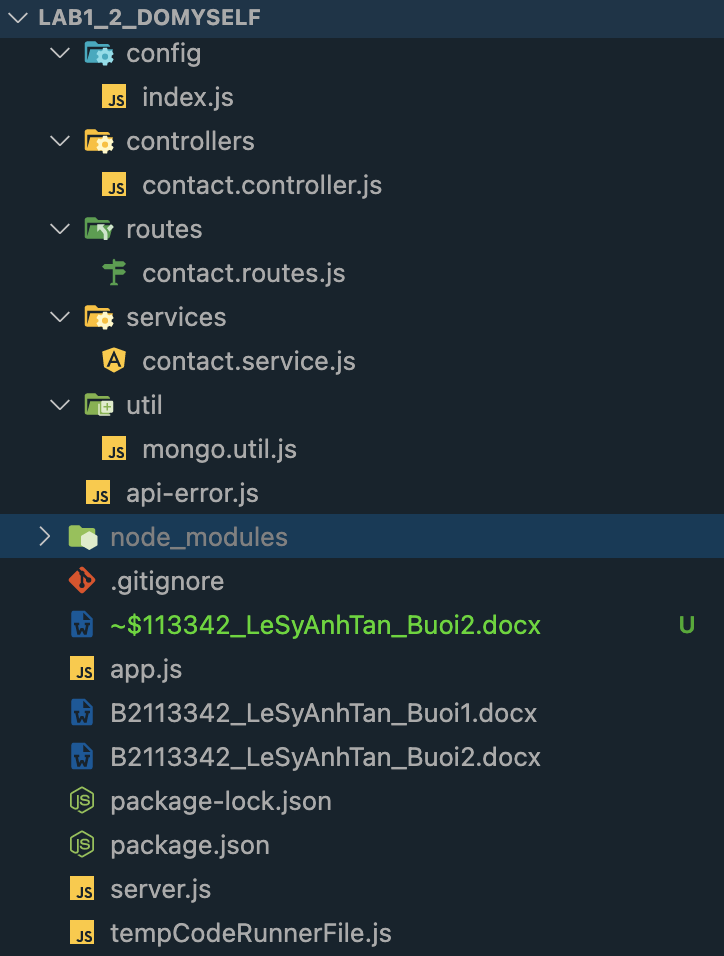 LAB1_2_DOMYSELF
config
JS index.js
controllers
JS contact.controller.js
routes
contact.routes.js
services
A contact.service.js
util
JS mongo.util.js
JS api-error.js
node_modules
.gitignore
W ~$113342_LeSyAnhTan_Buoi2.docx U
JS app.js
W B2113342_LeSyAnhTan_Buoi1.docx
W B2113342_LeSyAnhTan_Buoi2.docx
JS package-lock.json
JS package.json
JS server.js
JS tempCodeRunnerFile.js